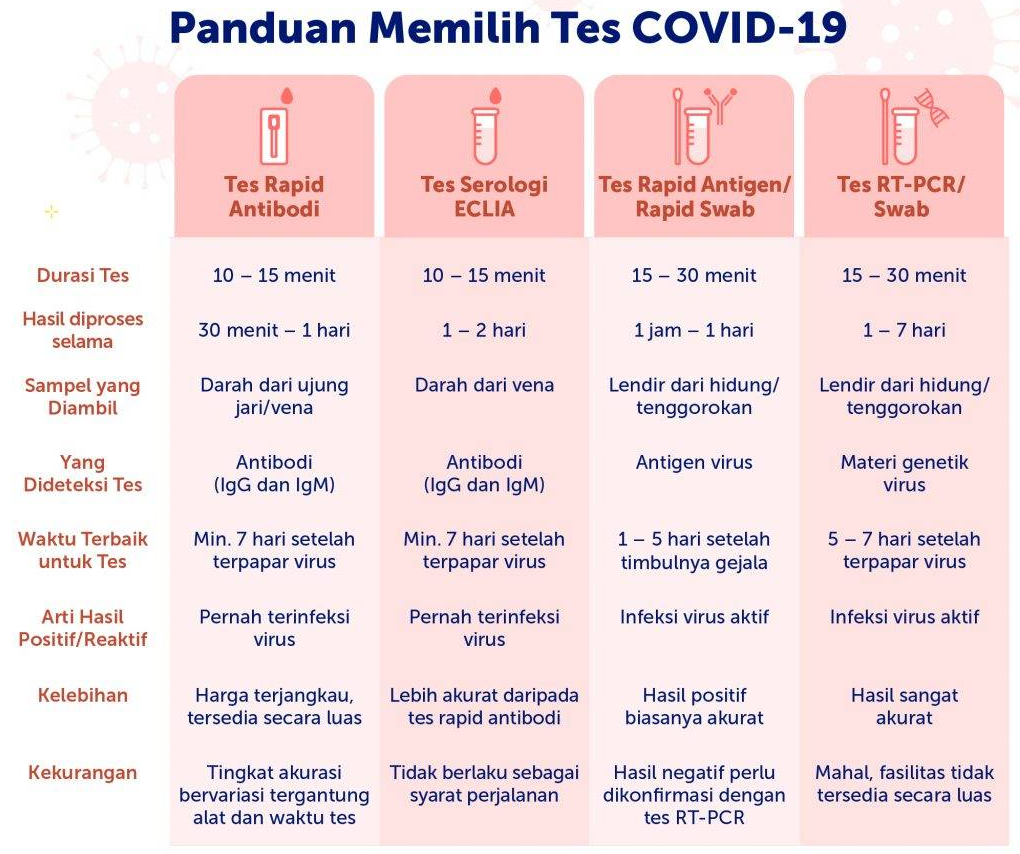 Panduan Memilih Tes COVID-19
Tes Rapid
Antibodi
Tes Serologi
ECLIA
Tes Rapid Antigen/
Rapid Swab
Tes RT-PCR/
Swab
Durasi Tes
10 – 15 menit
10 – 15 menit
15 – 30 menit
15 – 30 menit
Hasil diproses
selama
30 menit – 1 hari
1 – 2 hari
1 jam – 1 hari
1 – 7 hari
Sampel yang
Diambil
Darah dari ujung
jari/vena
Darah dari vena
Lendir dari hidung/
tenggorokan
Lendir dari hidung/
tenggorokan
Yang
Dideteksi Tes
Antibodi
(IgG dan IgM)
Antibodi
(IgG dan IgM)
Antigen virus
Materi genetik
virus
Waktu Terbaik
untuk Tes
Min. 7 hari setelah
terpapar virus
Min. 7 hari setelah
terpapar virus
1 – 5 hari setelah
timbulnya gejala
5 – 7 hari setelah
terpapar virus
Arti Hasil
Positif/Reaktif
Pernah terinfeksi
virus
Pernah terinfeksi
virus
Infeksi virus aktif
Infeksi virus aktif
Kelebihan
Harga terjangkau,
tersedia secara luas
Lebih akurat daripada
tes rapid antibodi
Hasil positif
biasanya akurat
Hasil sangat
akurat
Kekurangan
Tingkat akurasi
bervariasi tergantung
alat dan waktu tes
Tidak berlaku sebagai
syarat perjalanan
Hasil negatif perlu
dikonfirmasi dengan
tes RT-PCR
Mahal, fasilitas tidak
tersedia secara luas